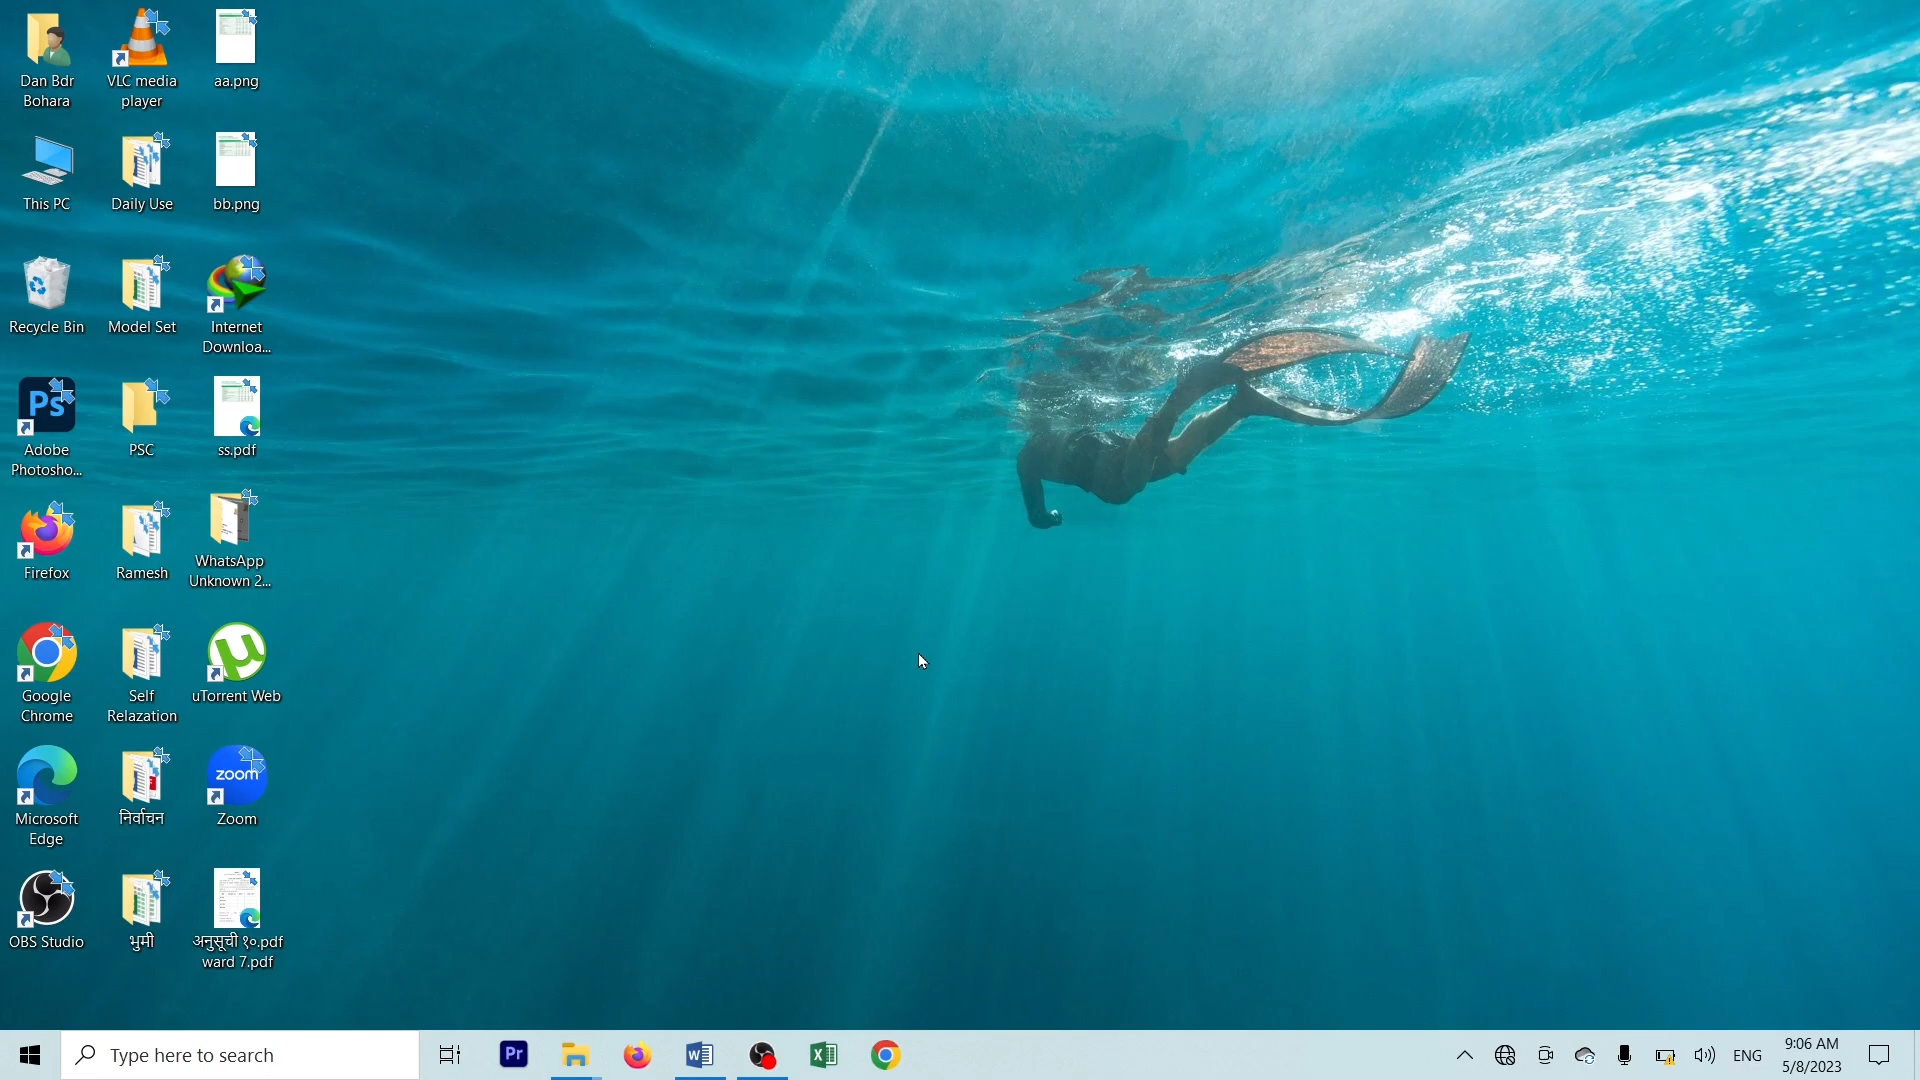 Dan Bdr
Bohara
VLC media
player
aa.png
This PC
Daily Use
bb.png
Recycle Bin
Model Set
Internet
Downloa...
Ps
Adobe
Photosho...
PSC
ss.pdf
Firefox
Ramesh
WhatsApp
Unknown 2...
Google
Chrome
Self
Relazation
uTorrent Web
Microsoft
Edge
निर्वाचन
zoom
Zoom
OBS Studio
भुमी
अनुसूची १०.pdf
ward 7.pdf
Type here to search
Pr
ENG
9:06 AM
5/8/2023